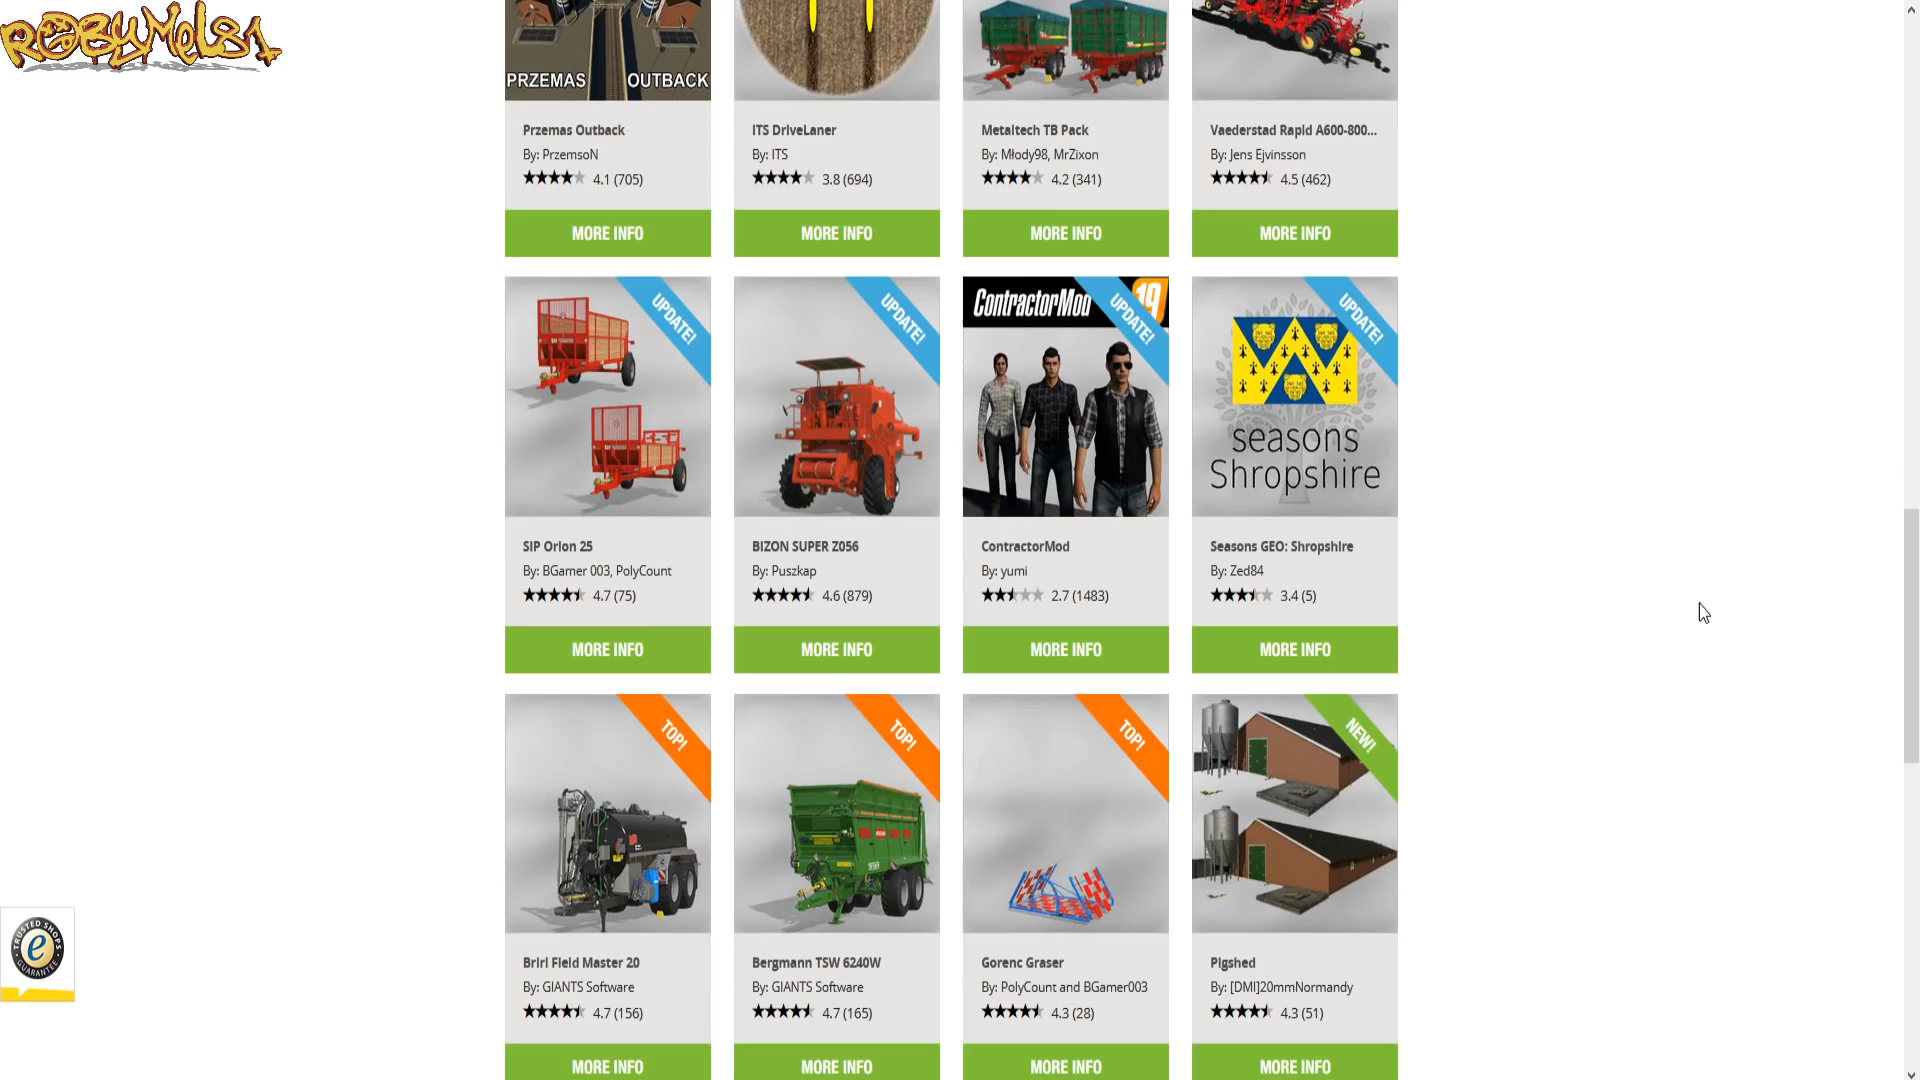 RobyMel81
PRZEMAS OUTBACK
Przemas Outback
By: PrzemsoN
4.1 (705)
MORE INFO
ITS DriveLaner
By: ITS
3.8 (694)
MORE INFO
Metaltech TB Pack
By: Młody98, MrZixon
4.2 (341)
MORE INFO
Vaederstad Rapid A600-800...
By: Jens Ejvinsson
4.5 (462)
MORE INFO
UPDATE!
SIP Orion 25
By: BGamer 003, PolyCount
4.7 (75)
MORE INFO
UPDATE!
BIZON SUPER Z056
By: Puszkap
4.6 (879)
MORE INFO
ContractorMod 19
UPDATE!
ContractorMod
By: yumi
2.7 (1483)
MORE INFO
UPDATE!
seasons
Shropshire
Seasons GEO: Shropshire
By: Zed84
3.4 (5)
MORE INFO
TOP!
Briri Field Master 20
By: GIANTS Software
4.7 (156)
MORE INFO
TOP!
Bergmann TSW 6240W
By: GIANTS Software
4.7 (165)
MORE INFO
TOP!
Gorenc Graser
By: PolyCount and BGamer003
4.3 (28)
MORE INFO
NEW!
Pigshed
By: [DMI]20mmNormandy
4.3 (51)
MORE INFO
TRUSTED SHOPS
e
GUARANTEE